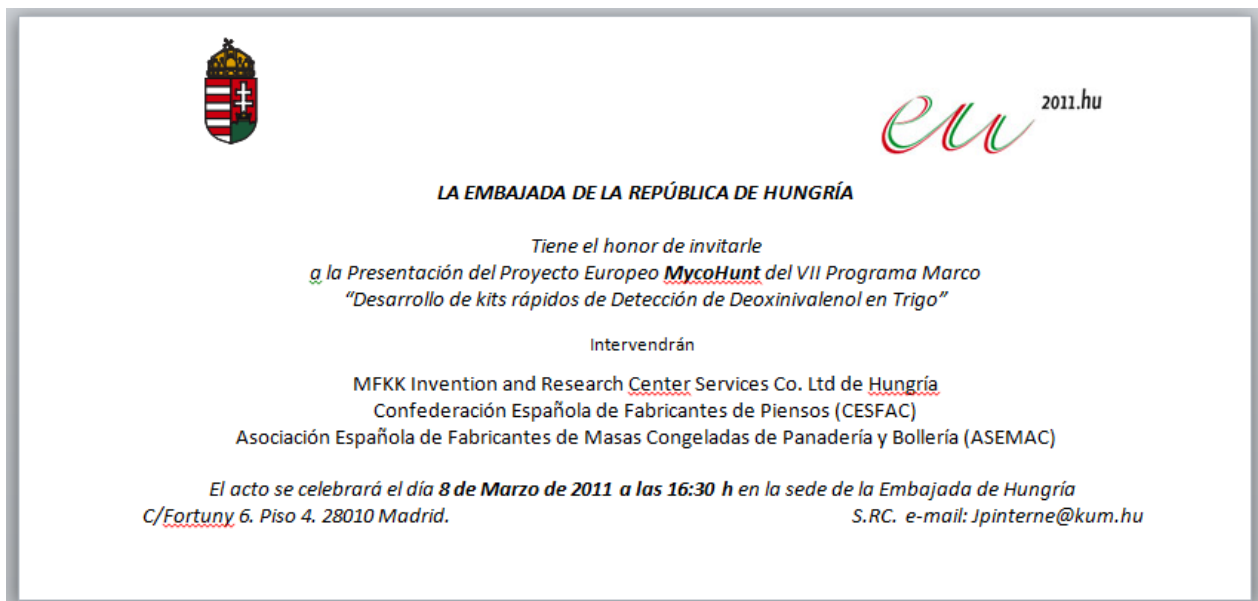 eu 2011.hu
LA EMBAJADA DE LA REPÚBLICA DE HUNGRÍA
Tiene el honor de invitarle
a la Presentación del Proyecto Europeo MycoHunt del VII Programa Marco
“Desarrollo de kits rápidos de Detección de Deoxinivalenol en Trigo”
Intervendrán
MFKK Invention and Research Center Services Co. Ltd de Hungría
Confederación Española de Fabricantes de Piensos (CESFAC)
Asociación Española de Fabricantes de Masas Congeladas de Panadería y Bollería (ASEMAC)
El acto se celebrará el día 8 de Marzo de 2011 a las 16:30 h en la sede de la Embajada de Hungría
C/Fortuny 6. Piso 4. 28010 Madrid. S.RC. e-mail: Jpinterne@kum.hu